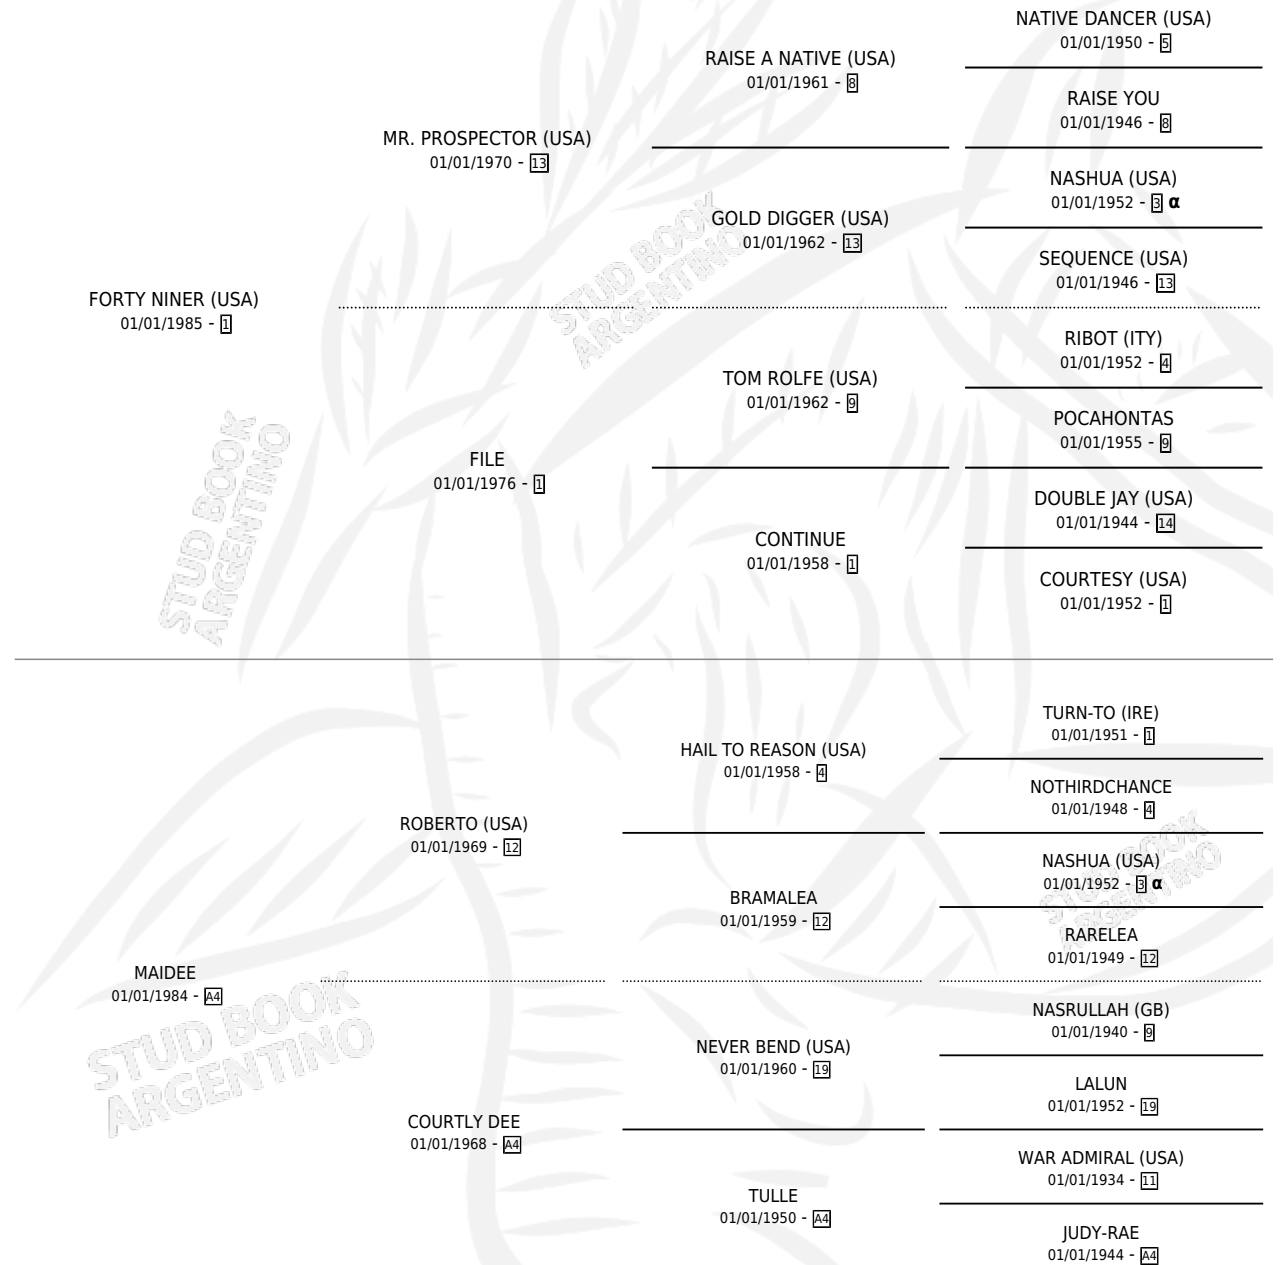 NATIVE DANCER (USA)
01/01/1950 - 5
RAISE A NATIVE (USA)
01/01/1961 - 8
RAISE YOU
01/01/1946 - 8
MR. PROSPECTOR (USA)
01/01/1970 - 13
NASHUA (USA)
01/01/1952 - 3 α
GOLD DIGGER (USA)
01/01/1962 - 13
SEQUENCE (USA)
01/01/1946 - 13
STUD BOOK
ARGENTINO
FORTY NINER (USA)
01/01/1985 - 1
RIBOT (ITY)
01/01/1952 - 4
TOM ROLFE (USA)
01/01/1962 - 9
POCAHONTAS
01/01/1955 - 9
FILE
01/01/1976 - 1
DOUBLE JAY (USA)
01/01/1944 - 14
CONTINUE
01/01/1958 - 1
COURTESY (USA)
01/01/1952 - 1
STUD BOOK
ARGENTINO
TURN-TO (IRE)
01/01/1951 - 1
HAIL TO REASON (USA)
01/01/1958 - 4
NOTHIRDCHANCE
01/01/1948 - 4
ROBERTO (USA)
01/01/1969 - 12
NASHUA (USA)
01/01/1952 - 3 α
BRAMALEA
01/01/1959 - 12
RARELEA
01/01/1949 - 12
STUD BOOK
ARGENTINO
MAIDEE
01/01/1984 - A4
NASRULLAH (GB)
01/01/1940 - 9
NEVER BEND (USA)
01/01/1960 - 19
LALUN
01/01/1952 - 19
COURTLY DEE
01/01/1968 - A4
WAR ADMIRAL (USA)
01/01/1934 - 11
TULLE
01/01/1950 - A4
JUDY-RAE
01/01/1944 - A4
STUD BOOK
ARGENTINO